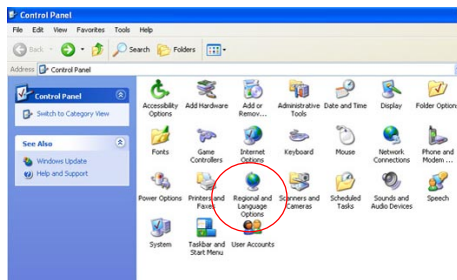 Control Panel
File Edit View Favorites Tools Help
Back Search Folders
Address Control Panel
Control Panel
Switch to Category View
See Also
Windows Update
Help and Support
Accessibility Options
Add Hardware
Add or Remov...
Administrative Tools
Date and Time
Display
Folder Options
Fonts
Game Controllers
Internet Options
Keyboard
Mouse
Network Connections
Phone and Modem ...
Power Options
Printers and Faxes
Regional and Language Options
Scanners and Cameras
Scheduled Tasks
Sounds and Audio Devices
Speech
System
Taskbar and Start Menu
User Accounts